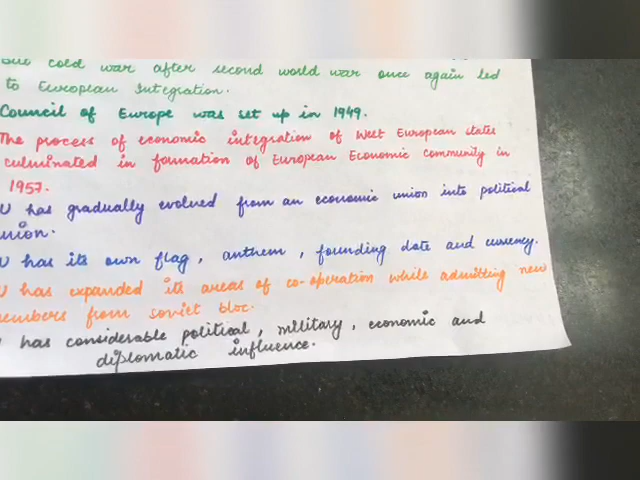 cold war after second world war once again led
to European Integration.
Council of Europe was set up in 1949.
The process of economic integration of West European states
culminated in formation of European Economic community in
1957.
U has gradually evolved from an economic union into political
nion.
U has its own flag, anthem, founding date and currency.
U has expanded its areas of co-operation while admitting new
members from soviet bloc.
has considerable political, military, economic and
diplomatic influence.